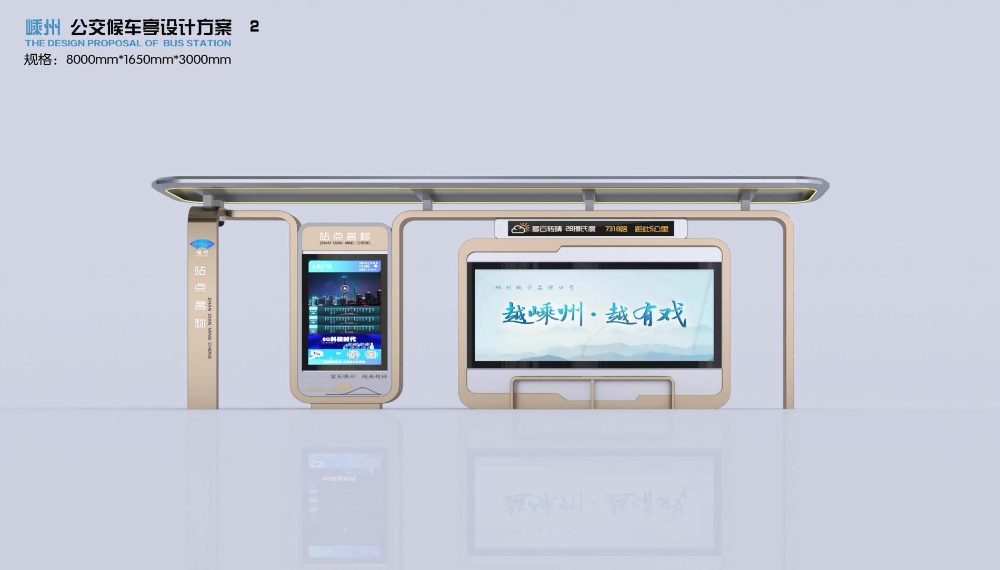 嵊州 公交候车亭设计方案 2
THE DESIGN PROPOSAL OF BUS STATION
规格：8000mm*1650mm*3000mm
嵊州
站点名称
ZHAN DIAN MING CHENG
站点名称
ZHAN DIAN MING CHENG
人民广场
11:45
5G科技时代
富乐嵊州 越来越好
多云转晴 28摄氏度 7318路 距此5公里
嵊州城市品牌口号
越嵊州·越有戏